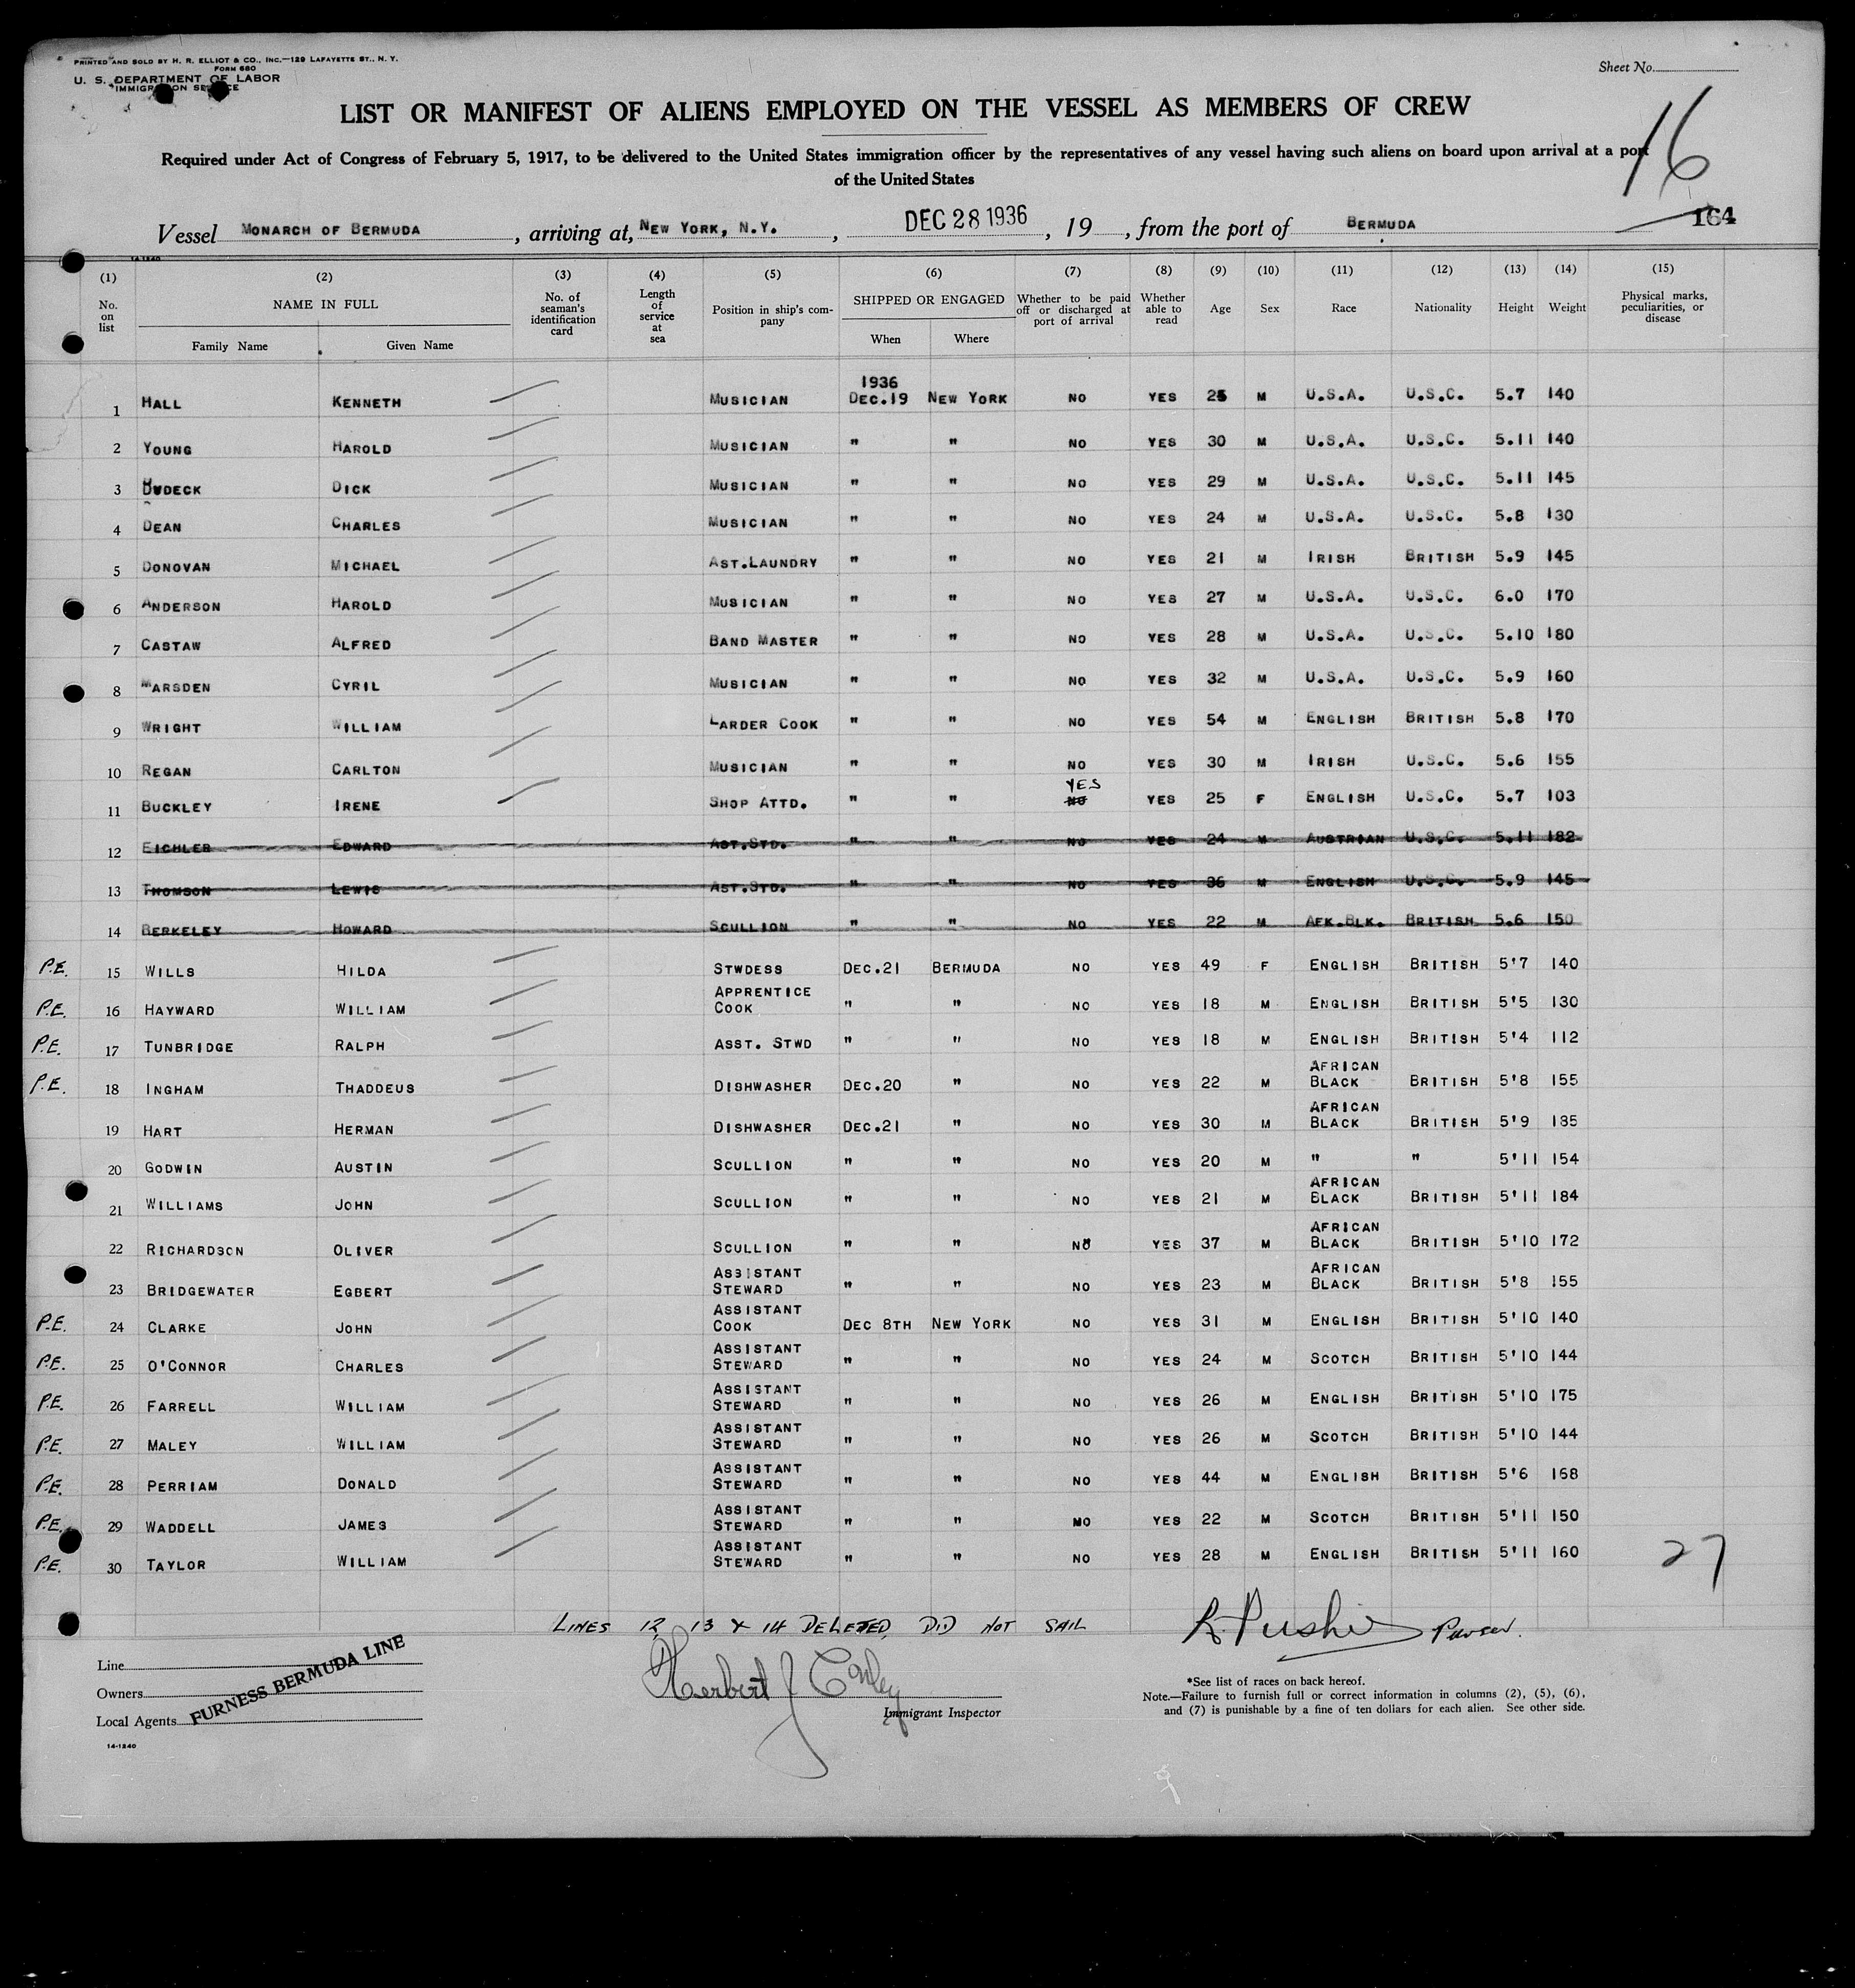 PRINTED AND SOLD BY H. R. ELLIOT & CO., INC.—129 LAFAYETTE ST., N. Y.
FORM 680
U. S. DEPARTMENT OF LABOR
IMMIGRATION SERVICE
Sheet No.
LIST OR MANIFEST OF ALIENS EMPLOYED ON THE VESSEL AS MEMBERS OF CREW
16
Required under Act of Congress of February 5, 1917, to be delivered to the United States immigration officer by the representatives of any vessel having such aliens on board upon arrival at a port
of the United States
164
Vessel MONARCH OF BERMUDA, arriving at, NEW YORK, N.Y., DEC 28 1936, 19, from the port of BERMUDA
14-1240
(1) (2) (3) (4) (5) (6) (7) (8) (9) (10) (11) (12) (13) (14) (15)
No. on list NAME IN FULL Family Name Given Name No. of seaman's identification card Length of service at sea Position in ship's company SHIPPED OR ENGAGED When Where Whether to be paid off or discharged at port of arrival Whether able to read Age Sex Race Nationality Height Weight Physical marks, peculiarities, or disease
1936
1 HALL KENNETH MUSICIAN DEC.19 NEW YORK NO YES 25 M U.S.A. U.S.C. 5.7 140
2 YOUNG HAROLD MUSICIAN " " NO YES 30 M U.S.A. U.S.C. 5.11 140
3 DICK MUSICIAN " " NO YES 29 M U.S.A. U.S.C. 5.11 145
4 DEAN CHARLES MUSICIAN " " NO YES 24 M U.S.A. U.S.C. 5.8 130
5 DONOVAN MICHAEL AST.LAUNDRY " " NO YES 21 M IRISH BRITISH 5.9 145
6 ANDERSON HAROLD MUSICIAN " " NO YES 27 M U.S.A. U.S.C. 6.0 170
7 CASTAW ALFRED BAND MASTER " " NO YES 28 M U.S.A. U.S.C. 5.10 180
8 MARSDEN CYRIL MUSICIAN " " NO YES 32 M U.S.A. U.S.C. 5.9 160
9 WRIGHT WILLIAM LARDER COOK " " NO YES 54 M ENGLISH BRITISH 5.8 170
10 REGAN CARLTON MUSICIAN " " NO YES 30 M IRISH U.S.C. 5.6 155
YES
11 BUCKLEY IRENE SHOP ATTD. " " NO YES 25 F ENGLISH U.S.C. 5.7 103
12 EICHLER EDWARD AST.STD. " " NO YES 24 M AUSTRIAN U.S.C. 5.11 182
13 THOMSON LEWIS AST.STD. " " NO YES 36 M ENGLISH U.S.C. 5.9 145
14 BERKELEY HOWARD SCULLION " " NO YES 22 M AFK.BLK. BRITISH 5.6 150
P.E. 15 WILLS HILDA STWDESS DEC.21 BERMUDA NO YES 49 F ENGLISH BRITISH 5'7 140
P.E. 16 HAYWARD WILLIAM APPRENTICE COOK " " NO YES 18 M ENGLISH BRITISH 5'5 130
P.E. 17 TUNBRIDGE RALPH ASST. STWD " " NO YES 18 M ENGLISH BRITISH 5'4 112
P.E. 18 INGHAM THADDEUS DISHWASHER DEC.20 " NO YES 22 M AFRICAN BLACK BRITISH 5'8 155
19 HART HERMAN DISHWASHER DEC.21 " NO YES 30 M AFRICAN BLACK BRITISH 5'9 185
20 GODWIN AUSTIN SCULLION " " NO YES 20 M " " 5'11 154
21 WILLIAMS JOHN SCULLION " " NO YES 21 M AFRICAN BLACK BRITISH 5'11 184
22 RICHARDSON OLIVER SCULLION " " NO YES 37 M AFRICAN BLACK BRITISH 5'10 172
23 BRIDGEWATER EGBERT ASSISTANT STEWARD " " NO YES 23 M AFRICAN BLACK BRITISH 5'8 155
P.E. 24 CLARKE JOHN ASSISTANT COOK DEC 8TH NEW YORK NO YES 31 M ENGLISH BRITISH 5'10 140
P.E. 25 O'CONNOR CHARLES ASSISTANT STEWARD " " NO YES 24 M SCOTCH BRITISH 5'10 144
P.E. 26 FARRELL WILLIAM ASSISTANT STEWARD " " NO YES 26 M ENGLISH BRITISH 5'10 175
P.E. 27 MALEY WILLIAM ASSISTANT STEWARD " " NO YES 26 M SCOTCH BRITISH 5'10 144
P.E. 28 PERRIAM DONALD ASSISTANT STEWARD " " NO YES 44 M ENGLISH BRITISH 5'6 168
P.E. 29 WADDELL JAMES ASSISTANT STEWARD " " NO YES 22 M SCOTCH BRITISH 5'11 150
P.E. 30 TAYLOR WILLIAM ASSISTANT STEWARD " " NO YES 28 M ENGLISH BRITISH 5'11 160
27
LINES 12, 13 & 14 DELETED, DID NOT SAIL
Purser.
Line
Owners
Local Agents
FURNESS BERMUDA LINE
Herbert J Conley
Immigrant Inspector
*See list of races on back hereof.
Note.—Failure to furnish full or correct information in columns (2), (5), (6),
and (7) is punishable by a fine of ten dollars for each alien. See other side.
14-1240